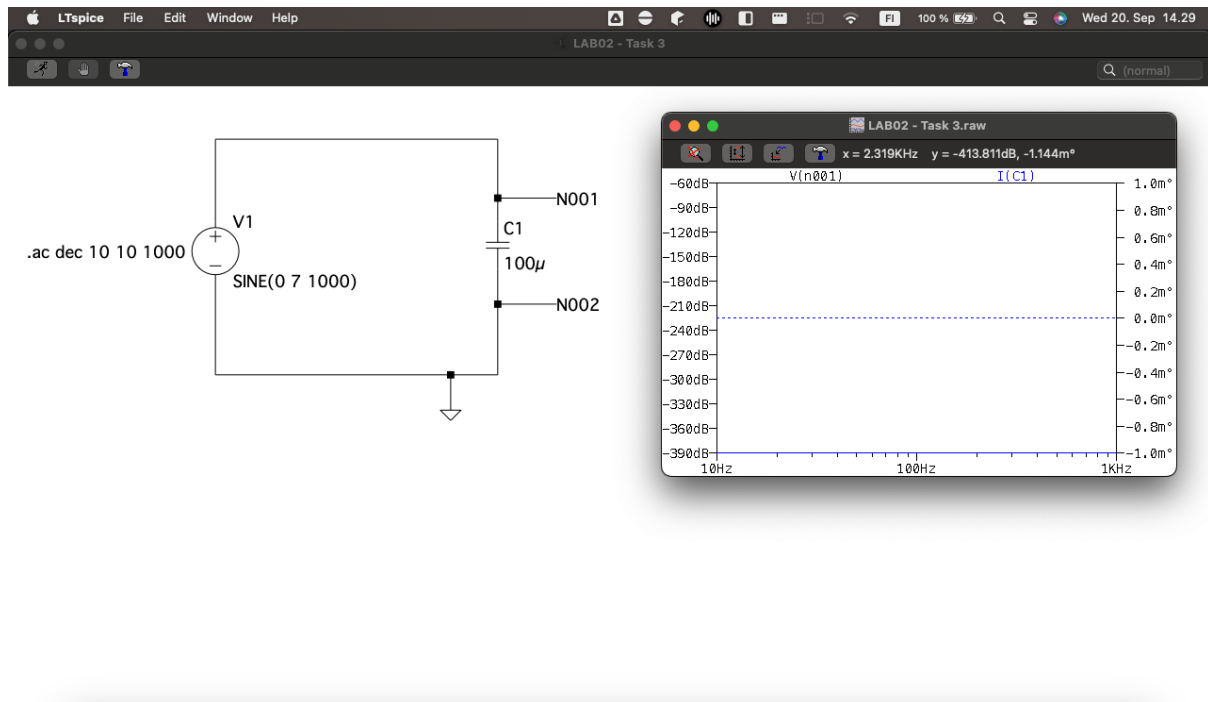 LTspice File Edit Window Help FI 100 % Wed 20. Sep 14.29
LAB02 - Task 3
(normal)
LAB02 - Task 3.raw
x = 2.319KHz y = -413.811dB, -1.144m°
V(n001) I(C1)
-60dB 1.0m°
-90dB 0.8m°
-120dB 0.6m°
-150dB 0.4m°
-180dB 0.2m°
-210dB 0.0m°
-240dB -0.2m°
-270dB -0.4m°
-300dB -0.6m°
-330dB -0.8m°
-360dB -1.0m°
-390dB
10Hz 100Hz 1KHz
N001
V1
C1
.ac dec 10 10 1000
100µ
SINE(0 7 1000)
N002